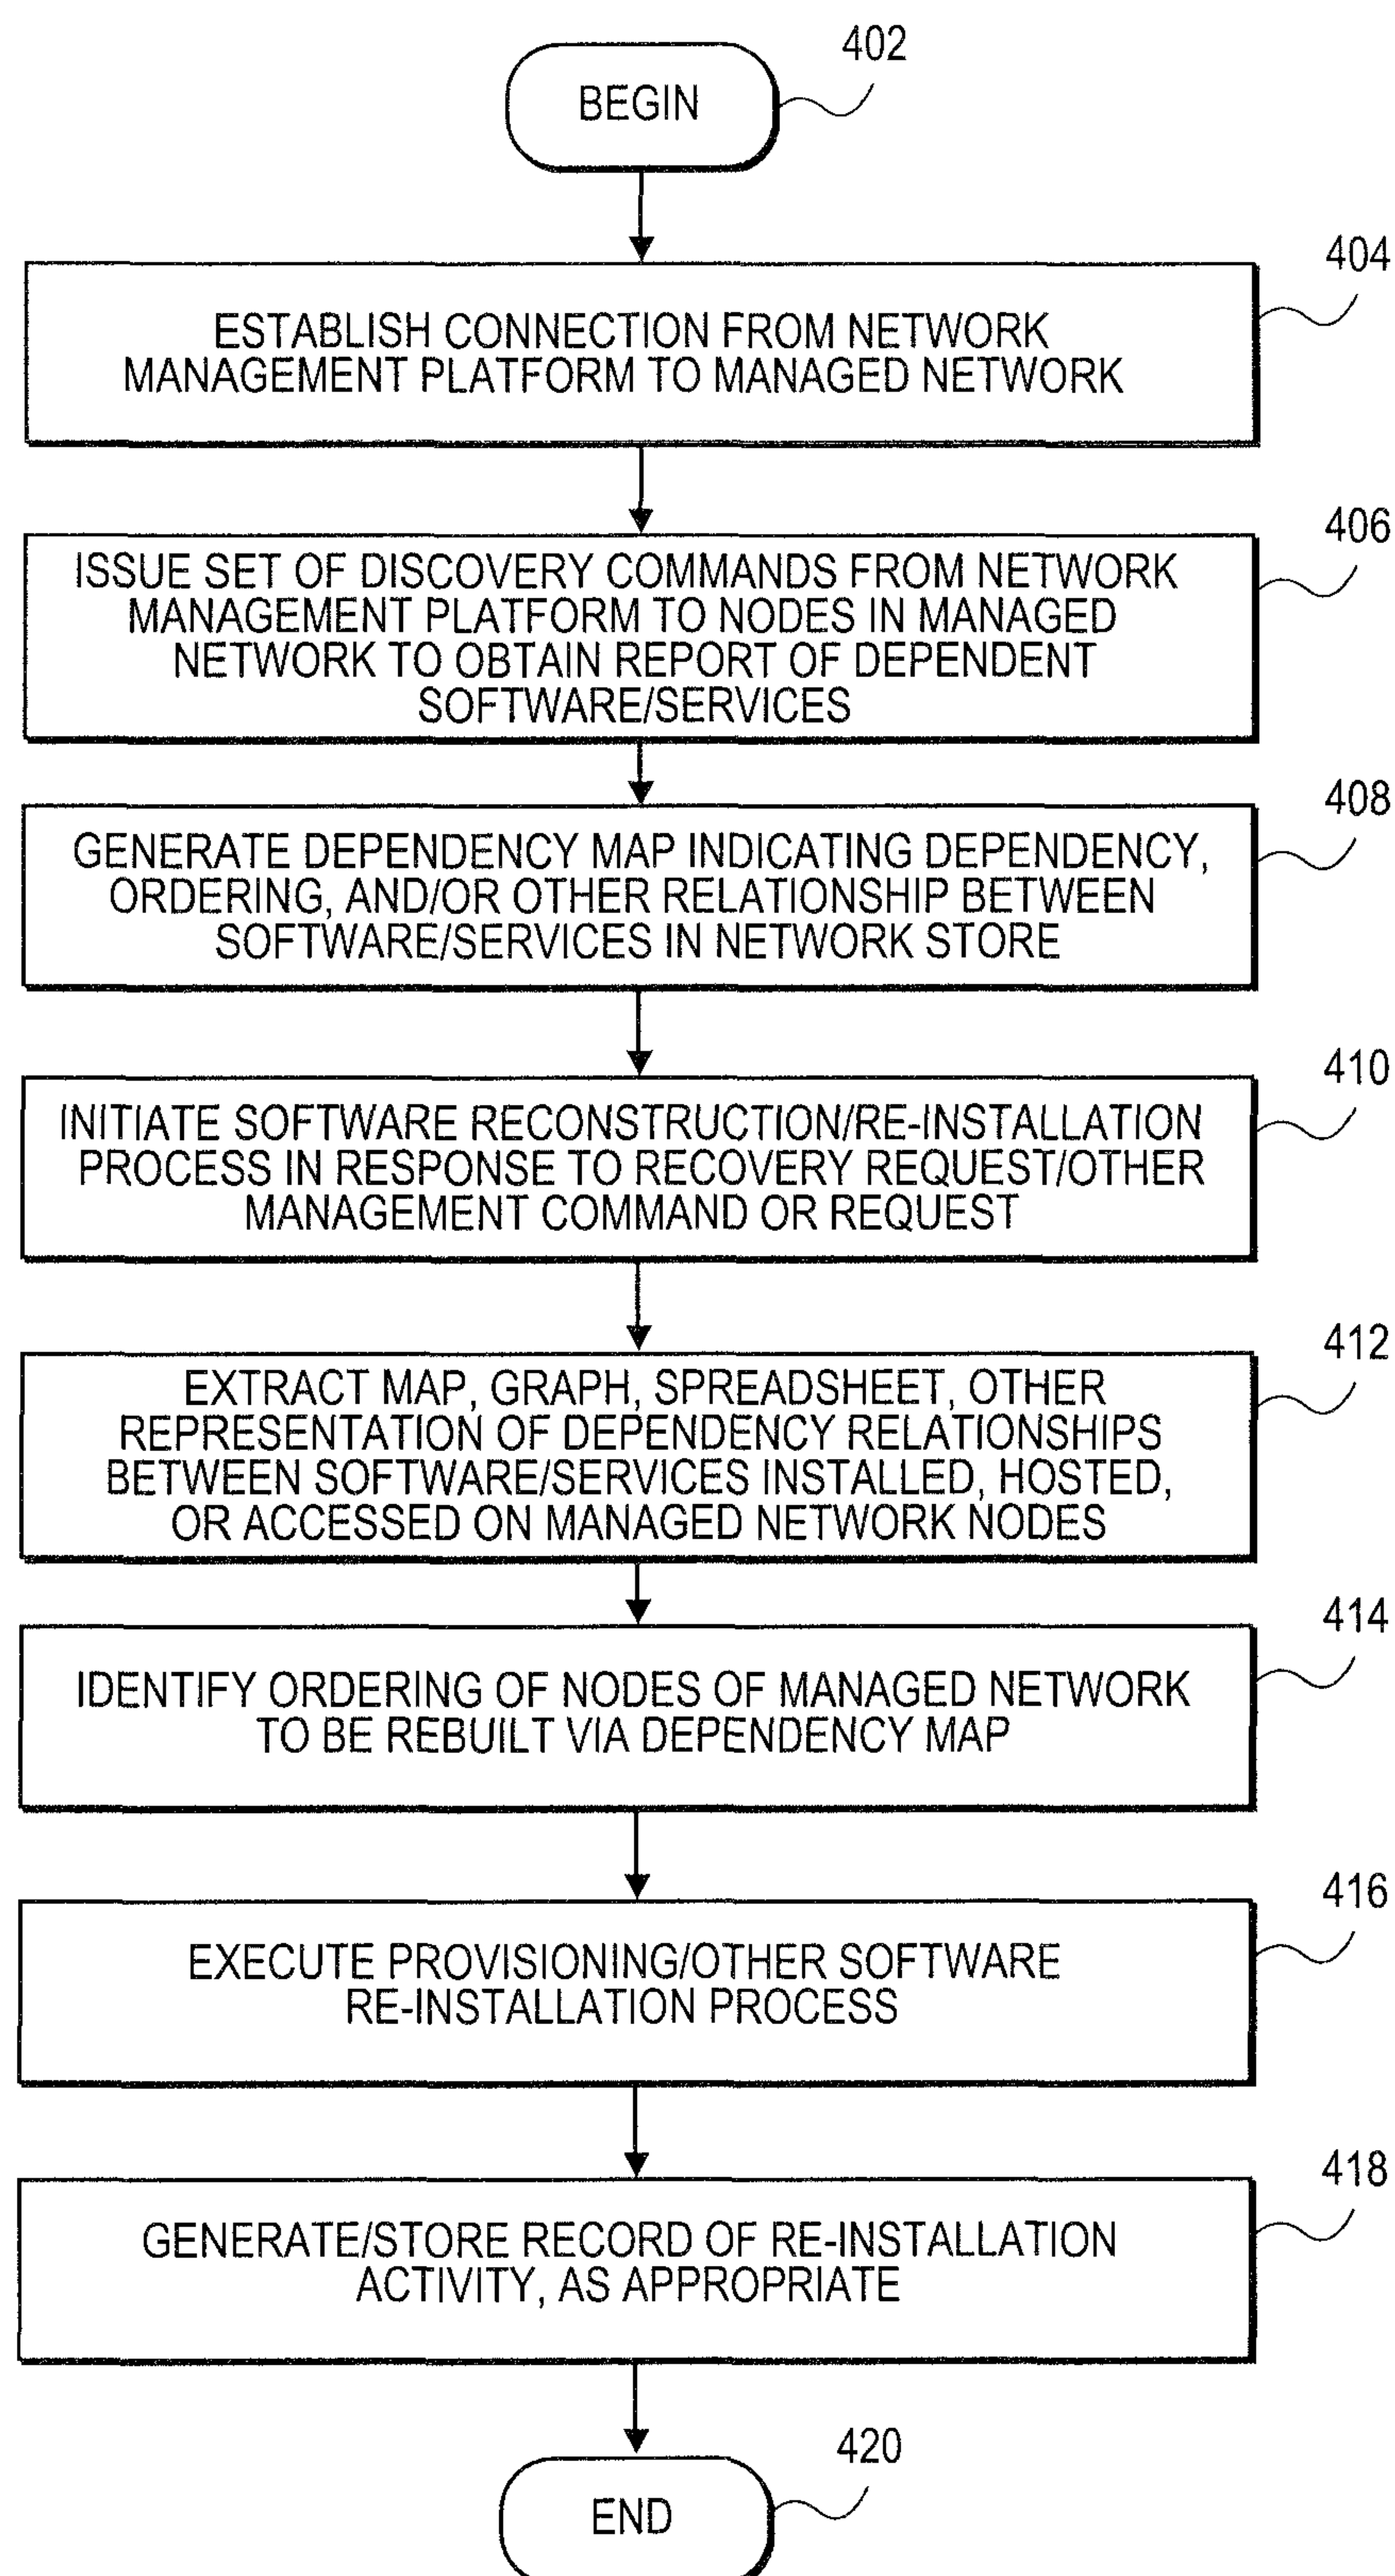 402
BEGIN
404
ESTABLISH CONNECTION FROM NETWORK
MANAGEMENT PLATFORM TO MANAGED NETWORK
406
ISSUE SET OF DISCOVERY COMMANDS FROM NETWORK
MANAGEMENT PLATFORM TO NODES IN MANAGED
NETWORK TO OBTAIN REPORT OF DEPENDENT
SOFTWARE/SERVICES
408
GENERATE DEPENDENCY MAP INDICATING DEPENDENCY,
ORDERING, AND/OR OTHER RELATIONSHIP BETWEEN
SOFTWARE/SERVICES IN NETWORK STORE
410
INITIATE SOFTWARE RECONSTRUCTION/RE-INSTALLATION
PROCESS IN RESPONSE TO RECOVERY REQUEST/OTHER
MANAGEMENT COMMAND OR REQUEST
412
EXTRACT MAP, GRAPH, SPREADSHEET, OTHER
REPRESENTATION OF DEPENDENCY RELATIONSHIPS
BETWEEN SOFTWARE/SERVICES INSTALLED, HOSTED,
OR ACCESSED ON MANAGED NETWORK NODES
414
IDENTIFY ORDERING OF NODES OF MANAGED NETWORK
TO BE REBUILT VIA DEPENDENCY MAP
416
EXECUTE PROVISIONING/OTHER SOFTWARE
RE-INSTALLATION PROCESS
418
GENERATE/STORE RECORD OF RE-INSTALLATION
ACTIVITY, AS APPROPRIATE
420
END